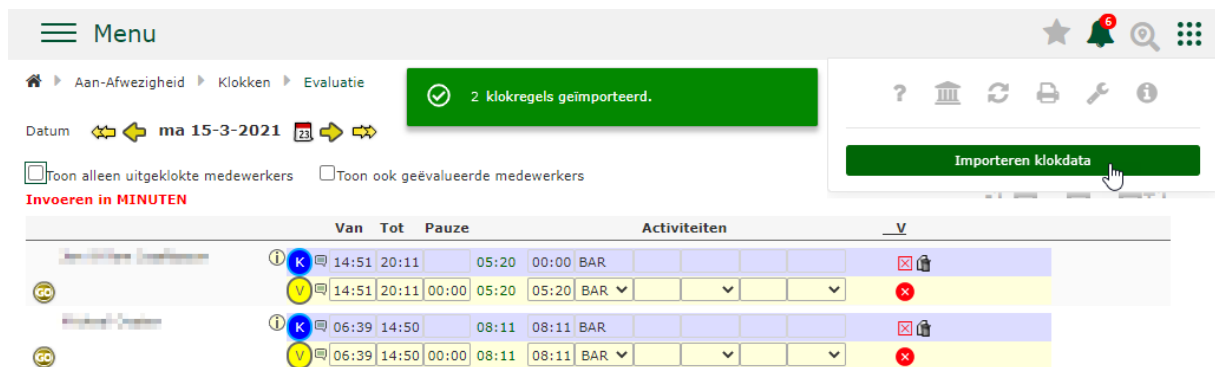 Menu
6
Aan-Afwezigheid Klokken Evaluatie
2 klokregels geïmporteerd.
?
i
Datum ma 15-3-2021 23
Importeren klokdata
Toon alleen uitgeklokte medewerkers Toon ook geëvalueerde medewerkers
Invoeren in MINUTEN
Van Tot Pauze Activiteiten V
i K 14:51 20:11 05:20 00:00 BAR
GO V 14:51 20:11 00:00 05:20 05:20 BAR
i K 06:39 14:50 08:11 08:11 BAR
GO V 06:39 14:50 00:00 08:11 08:11 BAR